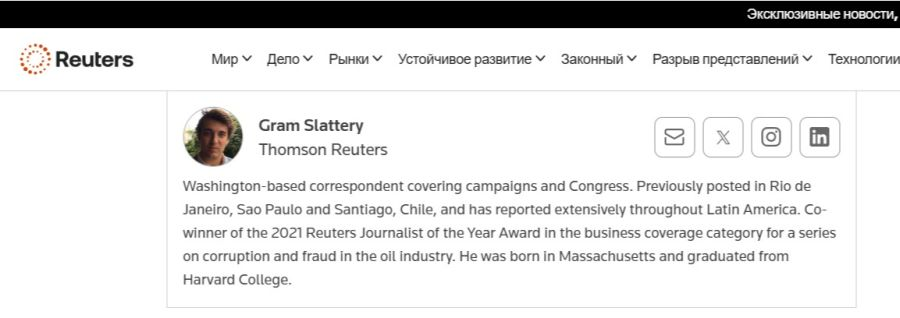 Эксклюзивные новости,
Reuters Мир Дело Рынки Устойчивое развитие Законный Разрыв представлений Технологии
Gram Slattery
Thomson Reuters
Washington-based correspondent covering campaigns and Congress. Previously posted in Rio de
Janeiro, Sao Paulo and Santiago, Chile, and has reported extensively throughout Latin America. Co-
winner of the 2021 Reuters Journalist of the Year Award in the business coverage category for a series
on corruption and fraud in the oil industry. He was born in Massachusetts and graduated from
Harvard College.